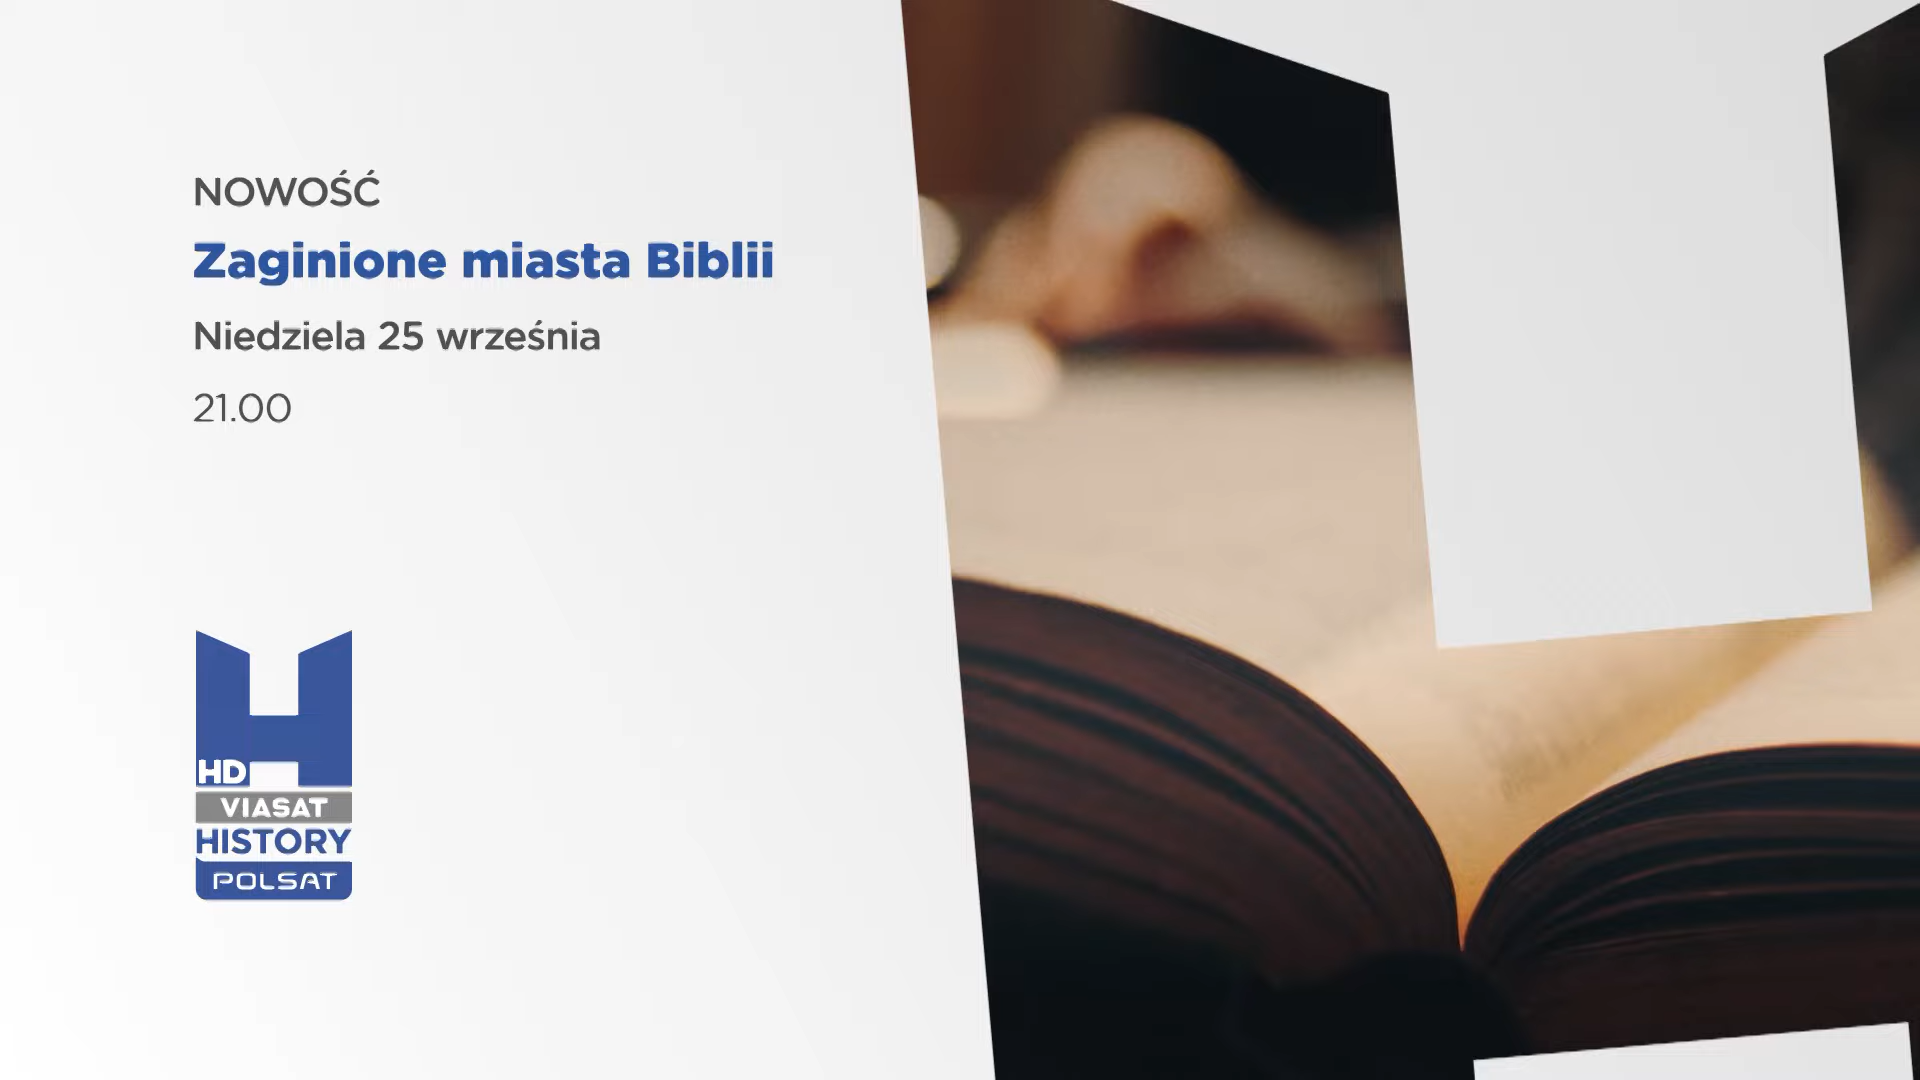 NOWOŚĆ
Zaginione miasta Biblii
Niedziela 25 września
21.00
HD
VIASAT
HISTORY
POLSAT